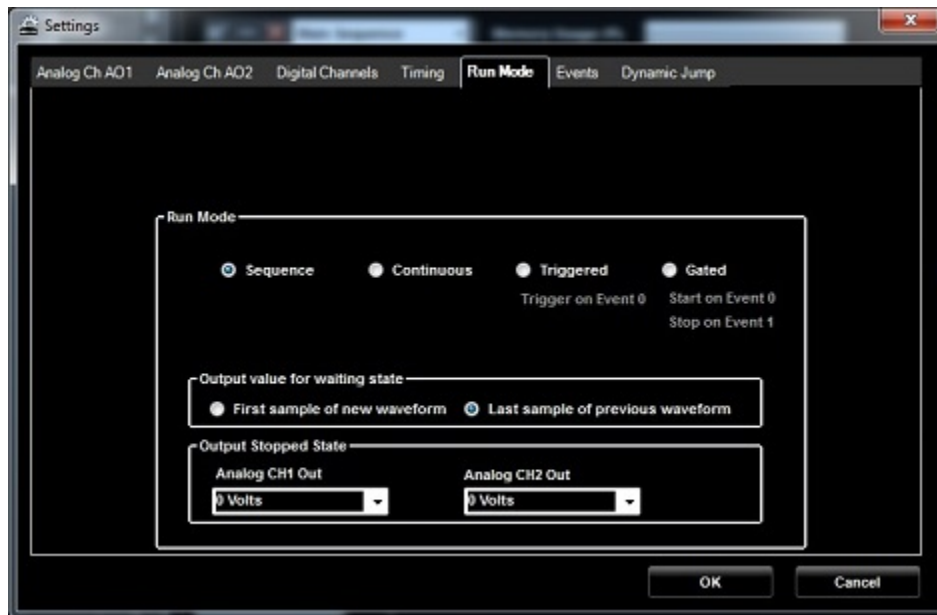 Settings
Analog Ch AO1 Analog Ch AO2 Digital Channels Timing Run Mode Events Dynamic Jump
Run Mode
Sequence Continuous Triggered Gated
Trigger on Event 0 Start on Event 0
Stop on Event 1
Output value for waiting state
First sample of new waveform Last sample of previous waveform
Output Stopped State
Analog CH1 Out Analog CH2 Out
0 Volts 0 Volts
OK Cancel